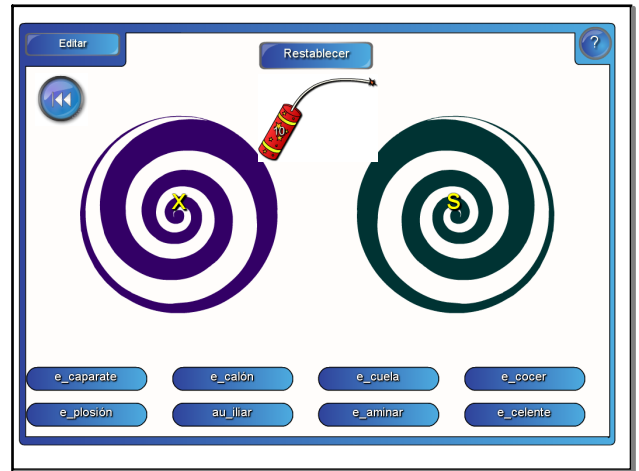 Editar
Restablecer
?
10
X
S
e_caparate
e_calón
e_cuela
e_cocer
e_plosión
au_iliar
e_aminar
e_celente